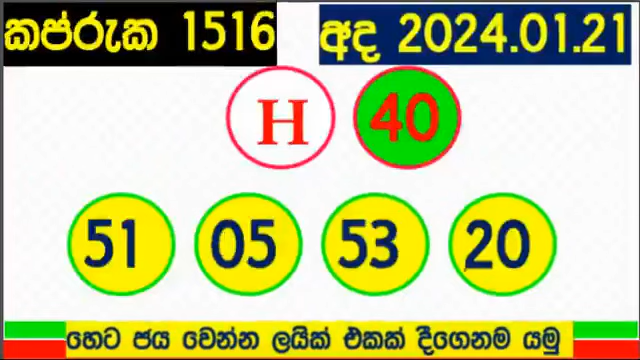 කප්රුක 1516 අද 2024.01.21
H 40
51 05 53 20
හෙට ජය වෙන්න ලයික් එකක් දීගෙනම යමු